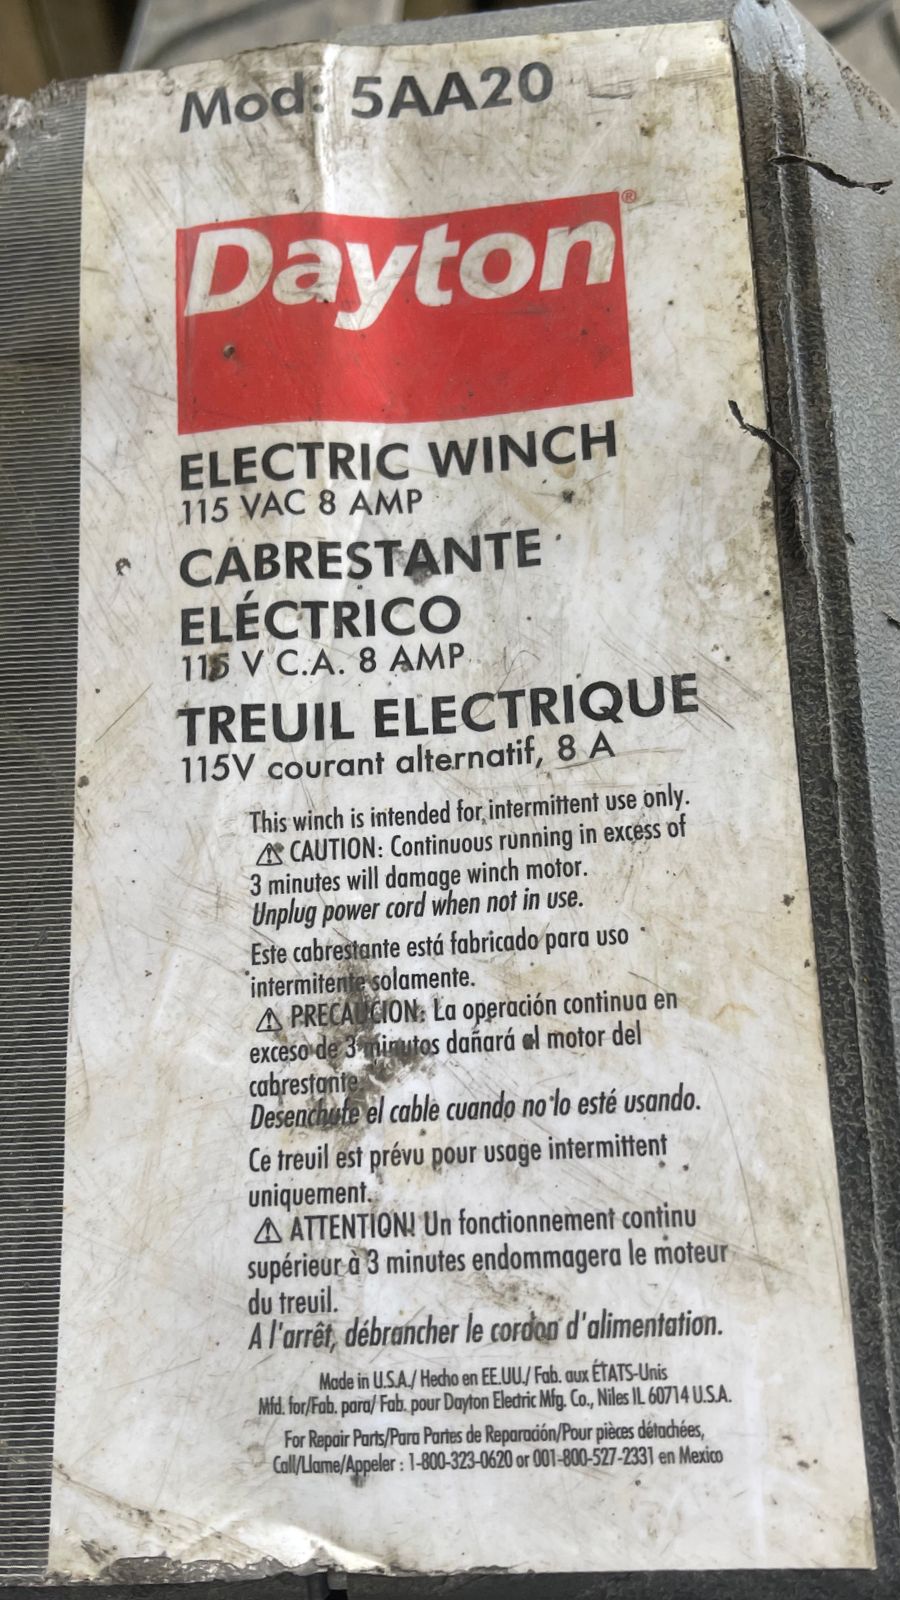 Mod: 5AA20
Dayton®
ELECTRIC WINCH
115 VAC 8 AMP
CABRESTANTE
ELÉCTRICO
115 V C.A. 8 AMP
TREUIL ELECTRIQUE
115V courant alternatif, 8 A
This winch is intended for intermittent use only.
⚠ CAUTION: Continuous running in excess of
3 minutes will damage winch motor.
Unplug power cord when not in use.
Este cabrestante está fabricado para uso
intermitente solamente.
⚠ PRECAUCION: La operación continua en
exceso de 3 minutos dañará el motor del
cabrestante.
Desenchufe el cable cuando no lo esté usando.
Ce treuil est prévu pour usage intermittent
uniquement.
⚠ ATTENTION! Un fonctionnement continu
supérieur à 3 minutes endommagera le moteur
du treuil.
A l'arrêt, débrancher le cordon d'alimentation.
Made in U.S.A./ Hecho en EE.UU./ Fab. aux ÉTATS-Unis
Mfd. for/Fab. para/ Fab. pour Dayton Electric Mfg. Co., Niles IL 60714 U.S.A.
For Repair Parts/Para Partes de Reparación/Pour pièces détachées,
Call/Llame/Appeler : 1-800-323-0620 or 001-800-527-2331 en Mexico